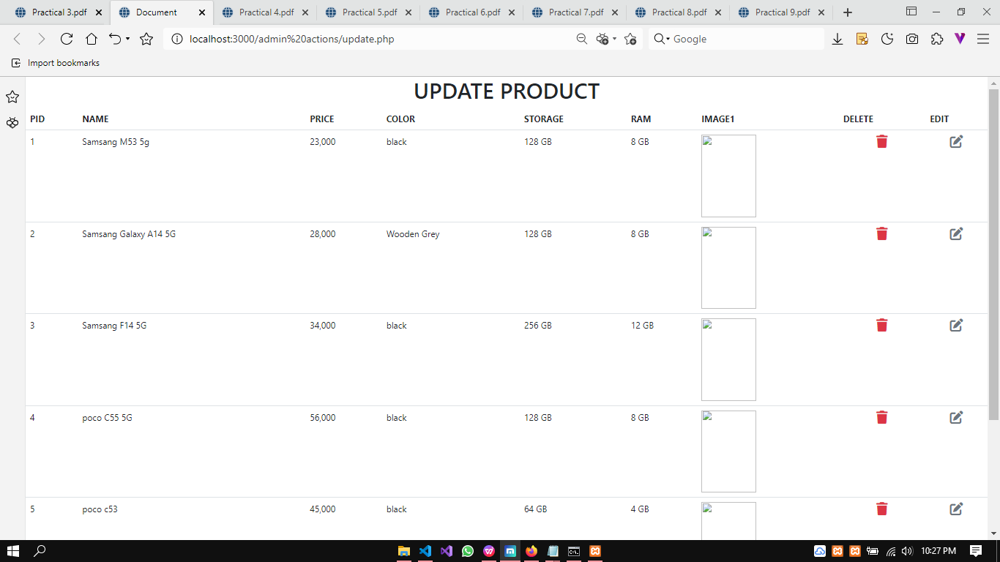 Practical 3.pdf Document Practical 4.pdf Practical 5.pdf Practical 6.pdf Practical 7.pdf Practical 8.pdf Practical 9.pdf
localhost:3000/admin%20actions/update.php Google
Import bookmarks
UPDATE PRODUCT
PID NAME PRICE COLOR STORAGE RAM IMAGE1 DELETE EDIT
1 Samsang M53 5g 23,000 black 128 GB 8 GB
2 Samsang Galaxy A14 5G 28,000 Wooden Grey 128 GB 8 GB
3 Samsang F14 5G 34,000 black 256 GB 12 GB
4 poco C55 5G 56,000 black 128 GB 8 GB
5 poco c53 45,000 black 64 GB 4 GB
10:27 PM